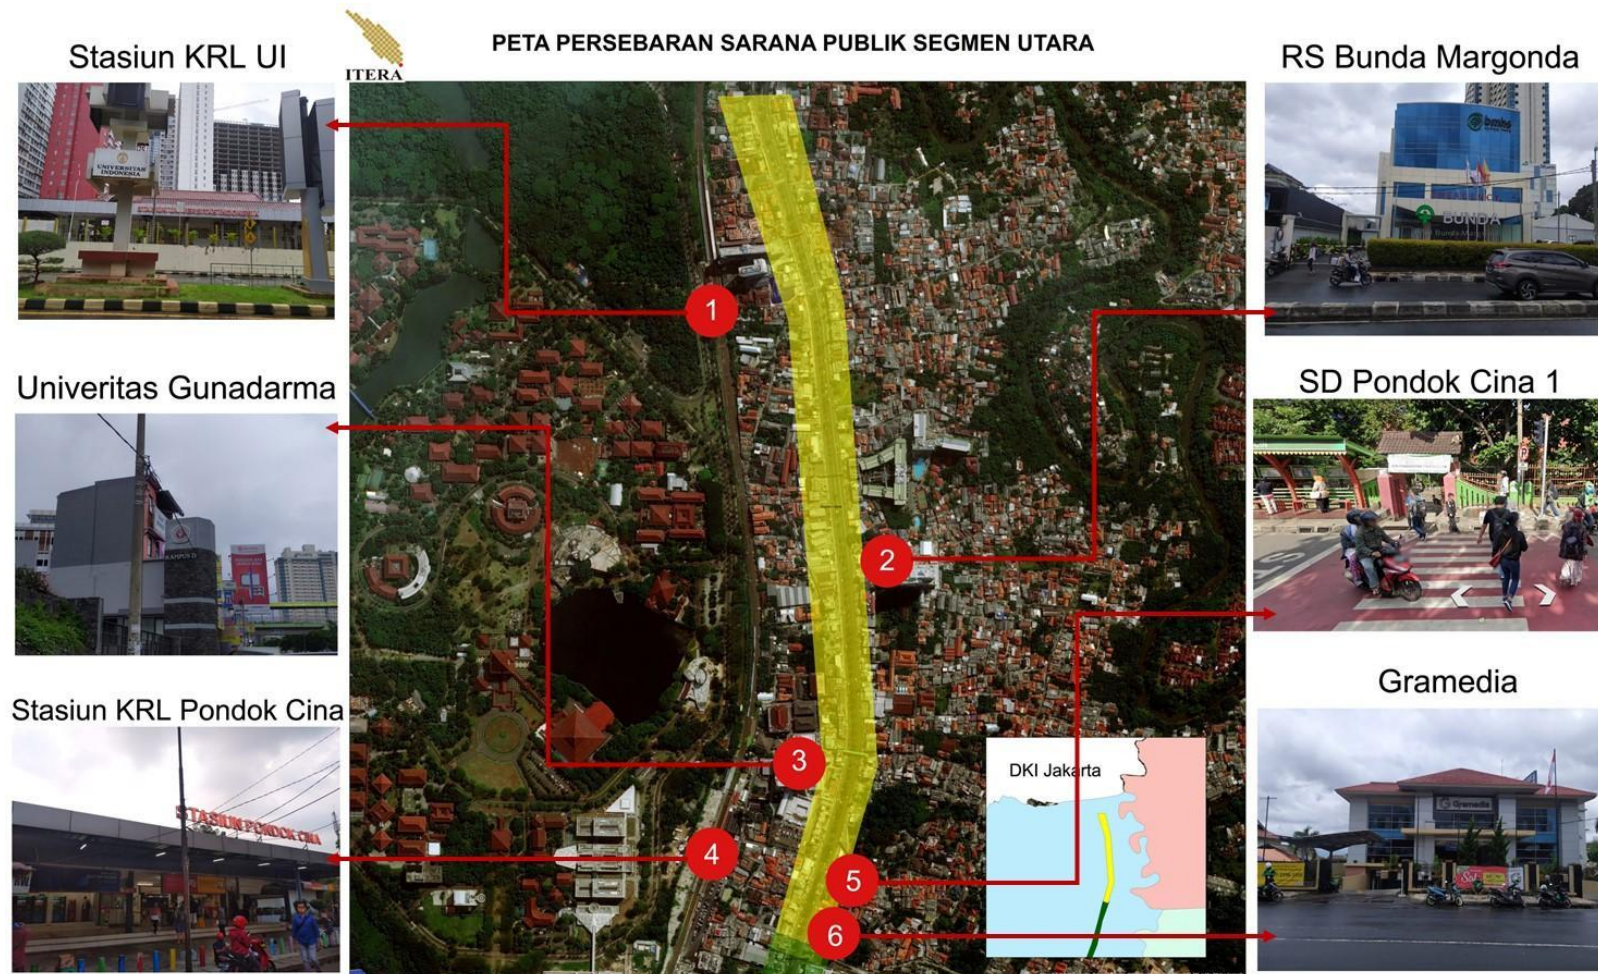 PETA PERSEBARAN SARANA PUBLIK SEGMEN UTARA
ITERA
Stasiun KRL UI
UNIVERSITAS
INDONESIA
Univeritas Gunadarma
KAMPUS D
Stasiun KRL Pondok Cina
STASIUN PONDOK CINA
1
2
3
4
5
6
DKI Jakarta
RS Bunda Margonda
bmhs
BUNDA
SD Pondok Cina 1
Gramedia
Gramedia